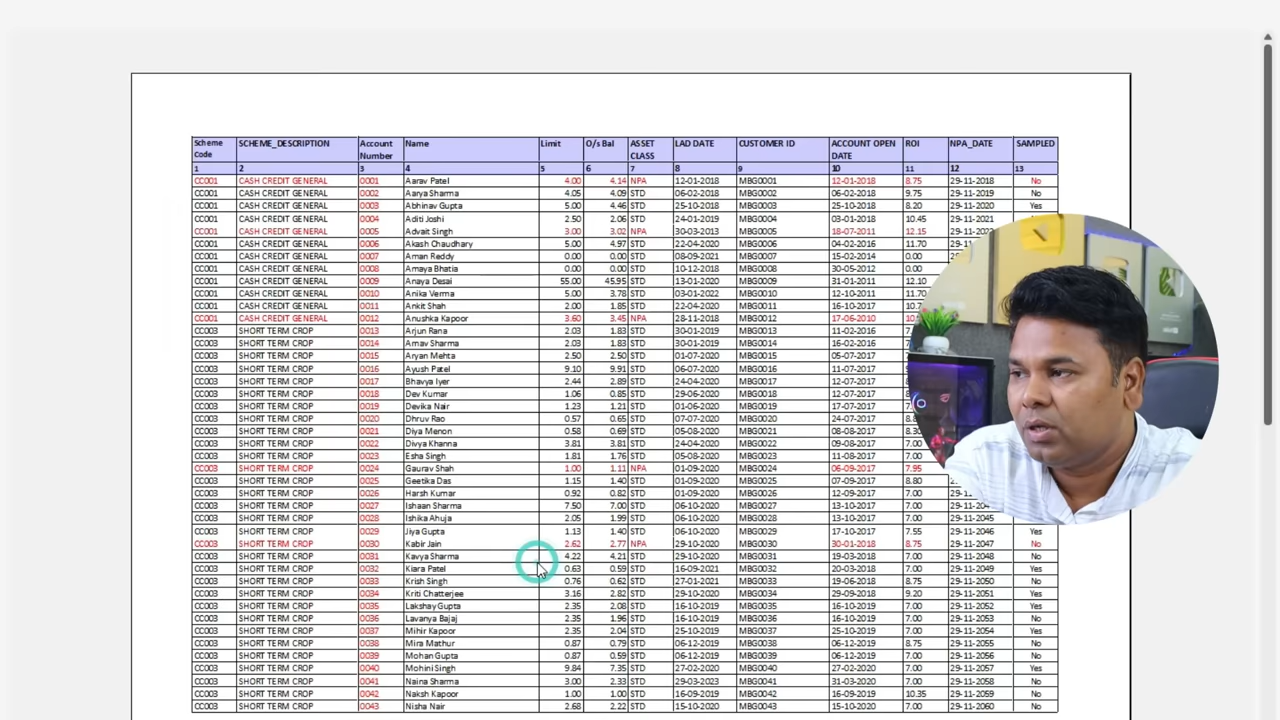 Scheme Code SCHEME_DESCRIPTION Account Number Name Limit O/s Bal ASSET CLASS LAD DATE CUSTOMER ID ACCOUNT OPEN DATE ROI NPA_DATE SAMPLED
1 2 3 4 5 6 7 8 9 10 11 12 13
CC001 CASH CREDIT GENERAL 0001 Aarav Patel 4.00 4.14 NPA 12-01-2018 MBG0001 12-01-2018 8.75 29-11-2018 No
CC001 CASH CREDIT GENERAL 0002 Aarya Sharma 4.05 4.09 STD 06-02-2018 MBG0002 06-02-2018 9.75 29-11-2019 No
CC001 CASH CREDIT GENERAL 0003 Abhinav Gupta 5.00 4.46 STD 25-10-2018 MBG0003 25-10-2018 8.20 29-11-2020 Yes
CC001 CASH CREDIT GENERAL 0004 Aditi Joshi 2.50 2.06 STD 24-01-2019 MBG0004 03-01-2018 10.45 29-11-2021
CC001 CASH CREDIT GENERAL 0005 Advait Singh 3.00 3.02 NPA 30-03-2013 MBG0005 18-07-2011 12.15
CC001 CASH CREDIT GENERAL 0006 Akash Chaudhary 5.00 4.97 STD 22-04-2020 MBG0006 04-02-2016 11.70
CC001 CASH CREDIT GENERAL 0007 Aman Reddy 0.00 0.00 STD 08-09-2021 MBG0007 15-02-2014 0.00
CC001 CASH CREDIT GENERAL 0008 Amaya Bhatia 0.00 0.00 STD 10-12-2018 MBG0008 30-05-2012 0.00
CC001 CASH CREDIT GENERAL 0009 Anaya Desai 55.00 45.95 STD 13-01-2020 MBG0009 31-01-2011 12.10
CC001 CASH CREDIT GENERAL 0010 Anika Verma 5.00 3.78 STD 03-01-2022 MBG0010 12-10-2011 11.70
CC001 CASH CREDIT GENERAL 0011 Ankit Shah 2.00 1.85 STD 24-01-2019 MBG0011 16-10-2017
CC001 CASH CREDIT GENERAL 0012 Anushka Kapoor 3.60 3.45 NPA 28-11-2018 MBG0012 17-06-2010
CC003 SHORT TERM CROP 0013 Arjun Rana 2.03 1.83 STD 30-01-2019 MBG0013 11-02-2016
CC003 SHORT TERM CROP 0014 Arnav Sharma 2.03 1.83 STD 30-01-2019 MBG0014 16-02-2016
CC003 SHORT TERM CROP 0015 Aryan Mehta 2.50 2.50 STD 01-07-2020 MBG0015 05-07-2017
CC003 SHORT TERM CROP 0016 Ayush Patel 9.10 9.91 STD 06-07-2020 MBG0016 11-07-2017
CC003 SHORT TERM CROP 0017 Bhavya Iyer 2.44 2.89 STD 24-04-2020 MBG0017 12-07-2017
CC003 SHORT TERM CROP 0018 Dev Kumar 1.06 0.85 STD 29-06-2020 MBG0018 12-07-2017
CC003 SHORT TERM CROP 0019 Devika Nair 1.23 1.21 STD 01-06-2020 MBG0019 17-07-2017
CC003 SHORT TERM CROP 0020 Dhruv Rao 0.57 0.65 STD 07-07-2020 MBG0020 24-07-2017
CC003 SHORT TERM CROP 0021 Diya Menon 0.58 0.69 STD 05-08-2020 MBG0021 08-08-2017 8.30
CC003 SHORT TERM CROP 0022 Divya Khanna 3.81 3.81 STD 24-04-2020 MBG0022 09-08-2017 7.00
CC003 SHORT TERM CROP 0023 Esha Singh 1.81 1.76 STD 05-08-2020 MBG0023 11-08-2017 7.00
CC003 SHORT TERM CROP 0024 Gaurav Shah 1.00 1.11 NPA 01-09-2020 MBG0024 06-09-2017 7.95
CC003 SHORT TERM CROP 0025 Geetika Das 1.15 1.40 STD 01-09-2020 MBG0025 07-09-2017 8.80
CC003 SHORT TERM CROP 0026 Harsh Kumar 0.92 0.82 STD 01-09-2020 MBG0026 12-09-2017 7.00
CC003 SHORT TERM CROP 0027 Ishaan Sharma 7.50 7.00 STD 06-10-2020 MBG0027 13-10-2017 7.00
CC003 SHORT TERM CROP 0028 Ishika Ahuja 2.05 1.99 STD 06-10-2020 MBG0028 13-10-2017 7.00 29-11-2045
CC003 SHORT TERM CROP 0029 Jiya Gupta 1.13 1.40 STD 06-10-2020 MBG0029 17-10-2017 7.55 29-11-2046 Yes
CC003 SHORT TERM CROP 0030 Kabir Jain 2.62 2.77 NPA 29-10-2020 MBG0030 30-01-2018 8.75 29-11-2047 No
CC003 SHORT TERM CROP 0031 Kavya Sharma 4.22 4.21 STD 29-10-2020 MBG0031 19-03-2018 7.00 29-11-2048 No
CC003 SHORT TERM CROP 0032 Kiara Patel 0.63 0.59 STD 16-09-2021 MBG0032 20-03-2018 7.00 29-11-2049 Yes
CC003 SHORT TERM CROP 0033 Krish Singh 0.76 0.62 STD 27-01-2021 MBG0033 19-06-2018 8.75 29-11-2050 No
CC003 SHORT TERM CROP 0034 Kriti Chatterjee 3.16 2.82 STD 29-10-2020 MBG0034 29-09-2018 9.20 29-11-2051 Yes
CC003 SHORT TERM CROP 0035 Lakshay Gupta 2.35 2.08 STD 16-10-2019 MBG0035 16-10-2019 7.00 29-11-2052 Yes
CC003 SHORT TERM CROP 0036 Lavanya Bajaj 2.35 1.96 STD 16-10-2019 MBG0036 16-10-2019 7.00 29-11-2053 No
CC003 SHORT TERM CROP 0037 Mihir Kapoor 2.35 2.04 STD 25-10-2019 MBG0037 25-10-2019 7.00 29-11-2054 Yes
CC003 SHORT TERM CROP 0038 Mira Mathur 0.87 0.79 STD 06-12-2019 MBG0038 06-12-2019 8.75 29-11-2055 No
CC003 SHORT TERM CROP 0039 Mohan Gupta 0.87 0.59 STD 06-12-2019 MBG0039 06-12-2019 7.00 29-11-2056 No
CC003 SHORT TERM CROP 0040 Mohini Singh 9.84 7.35 STD 27-02-2020 MBG0040 27-02-2020 7.00 29-11-2057 Yes
CC003 SHORT TERM CROP 0041 Naina Sharma 3.00 2.33 STD 29-03-2023 MBG0041 31-03-2020 7.00 29-11-2058 No
CC003 SHORT TERM CROP 0042 Naksh Kapoor 1.00 1.00 STD 16-09-2019 MBG0042 16-09-2019 10.35 29-11-2059 No
CC003 SHORT TERM CROP 0043 Nisha Nair 2.68 2.22 STD 15-10-2020 MBG0043 15-10-2020 7.00 29-11-2060 No